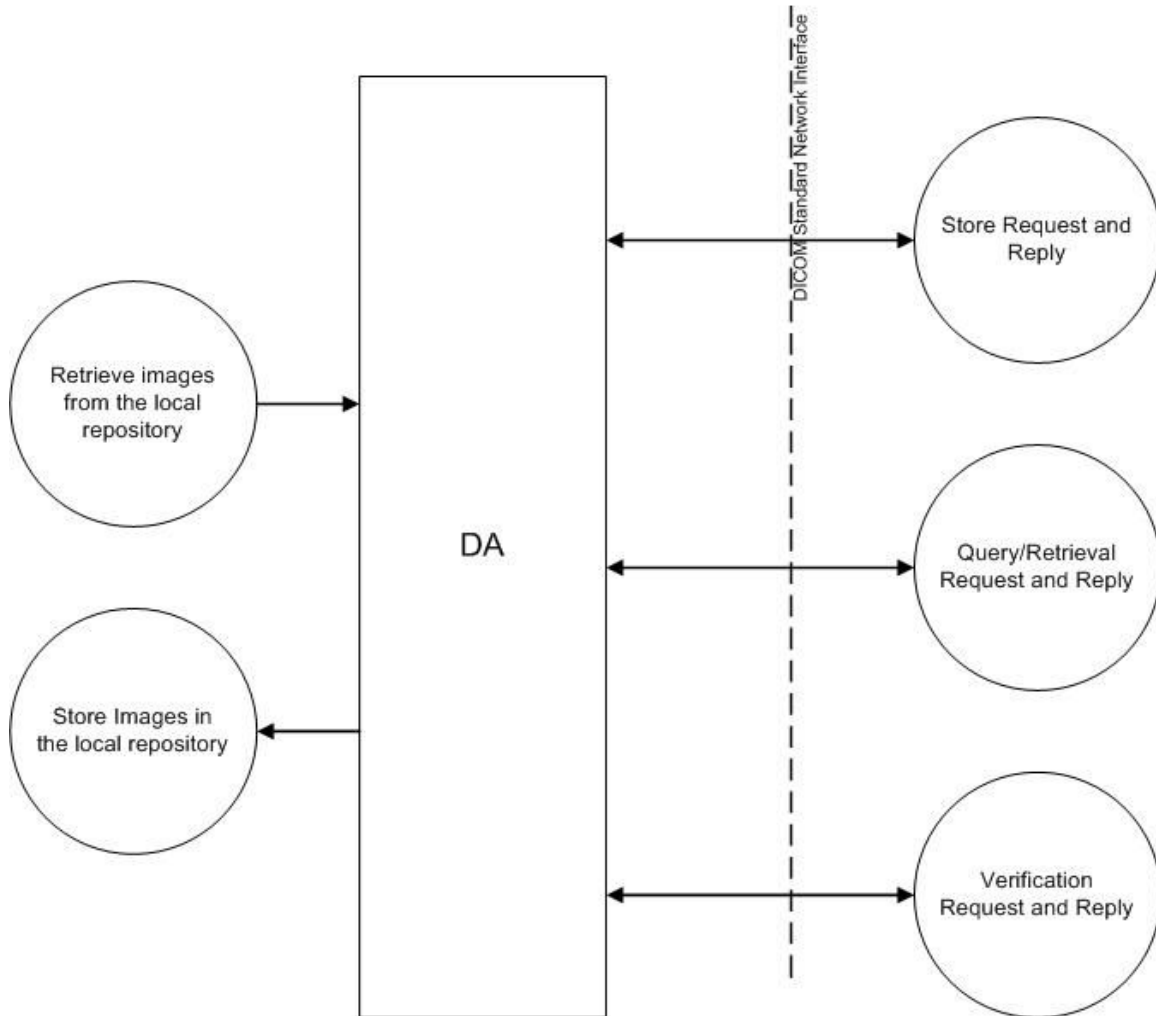 DICOM Standard Network Interface
Store Request and
Reply
Retrieve images
from the local
repository
DA
Query/Retrieval
Request and Reply
Store Images in
the local repository
Verification
Request and Reply